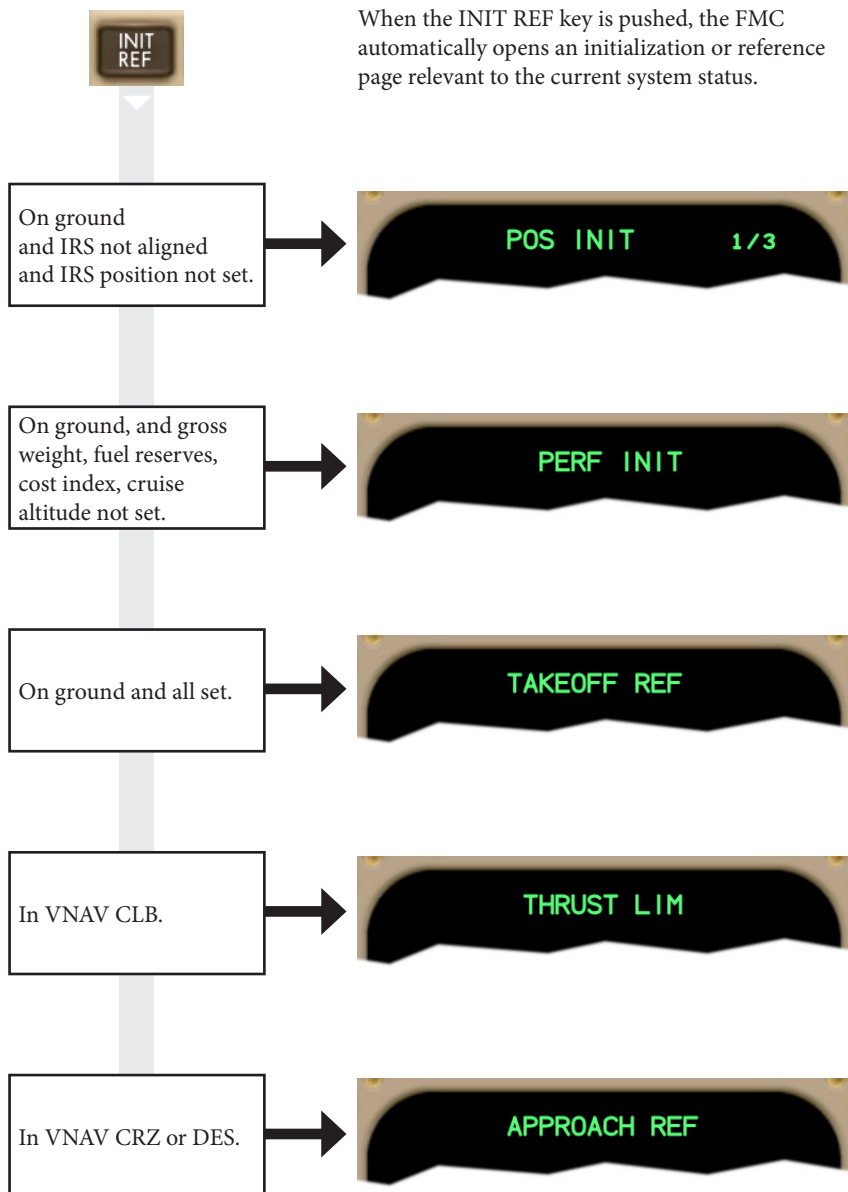 INIT
REF
When the INIT REF key is pushed, the FMC
automatically opens an initialization or reference
page relevant to the current system status.
On ground
and IRS not aligned
and IRS position not set.
POS INIT 1/3
On ground, and gross
weight, fuel reserves,
cost index, cruise
altitude not set.
PERF INIT
On ground and all set.
TAKEOFF REF
In VNAV CLB.
THRUST LIM
In VNAV CRZ or DES.
APPROACH REF